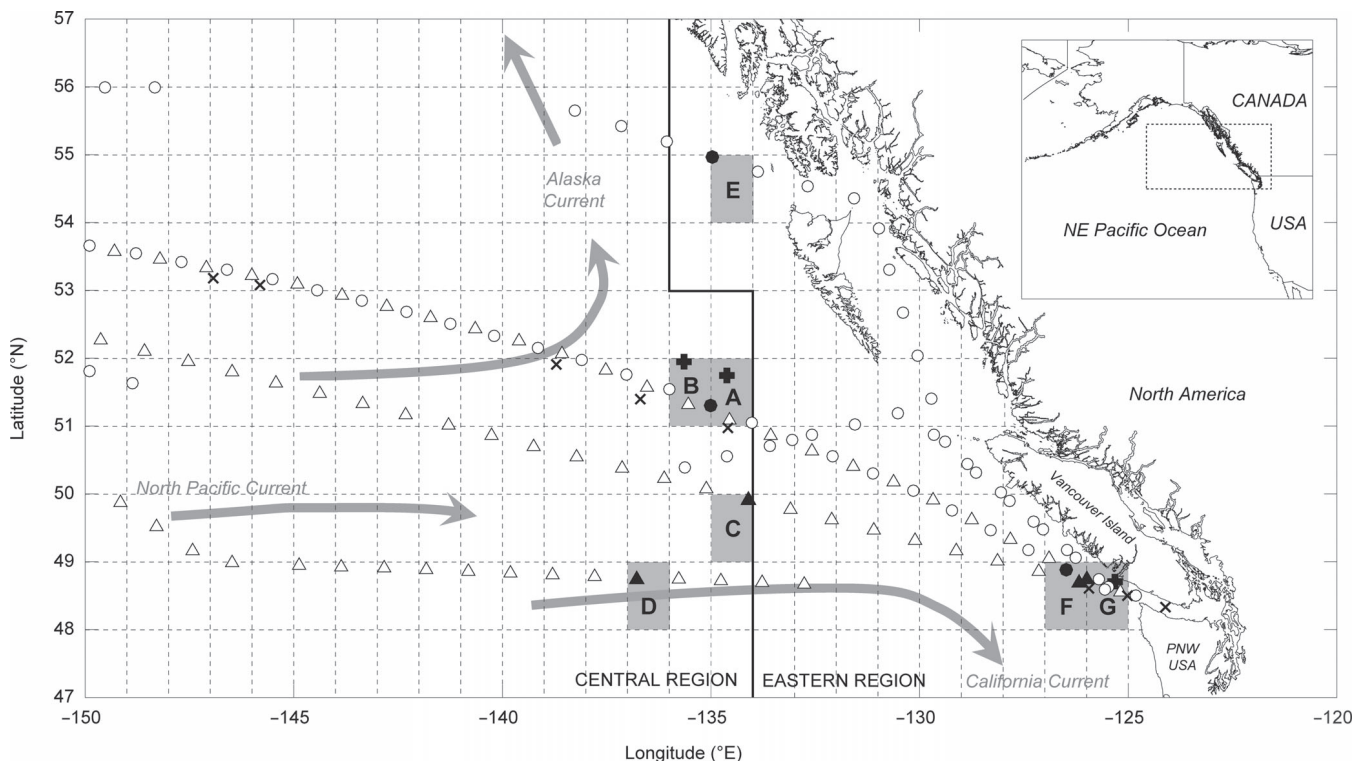 57
56
55
54
53
52
51
50
49
48
47
Latitude (°N)
CANADA
USA
NE Pacific Ocean
Alaska
Current
E
B
A
North America
North Pacific Current
C
Vancouver Island
D
F
G
PNW
USA
CENTRAL REGION
EASTERN REGION
California Current
−150
−145
−140
−135
−130
−125
−120
Longitude (°E)